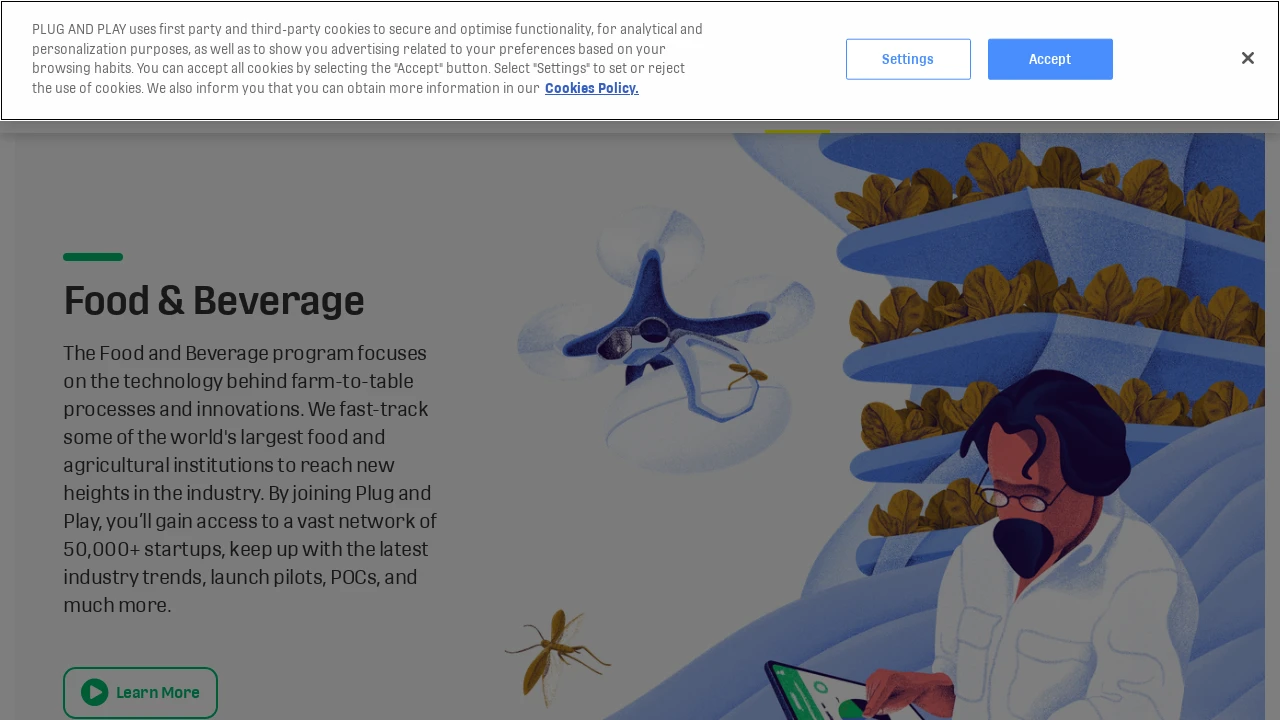 PLUG AND PLAY uses first party and third-party cookies to secure and optimise functionality, for analytical and
personalization purposes, as well as to show you advertising related to your preferences based on your
browsing habits. You can accept all cookies by selecting the "Accept" button. Select "Settings" to set or reject
the use of cookies. We also inform you that you can obtain more information in our Cookies Policy.
Settings
Accept
Food & Beverage
The Food and Beverage program focuses
on the technology behind farm-to-table
processes and innovations. We fast-track
some of the world's largest food and
agricultural institutions to reach new
heights in the industry. By joining Plug and
Play, you’ll gain access to a vast network of
50,000+ startups, keep up with the latest
industry trends, launch pilots, POCs, and
much more.
Learn More